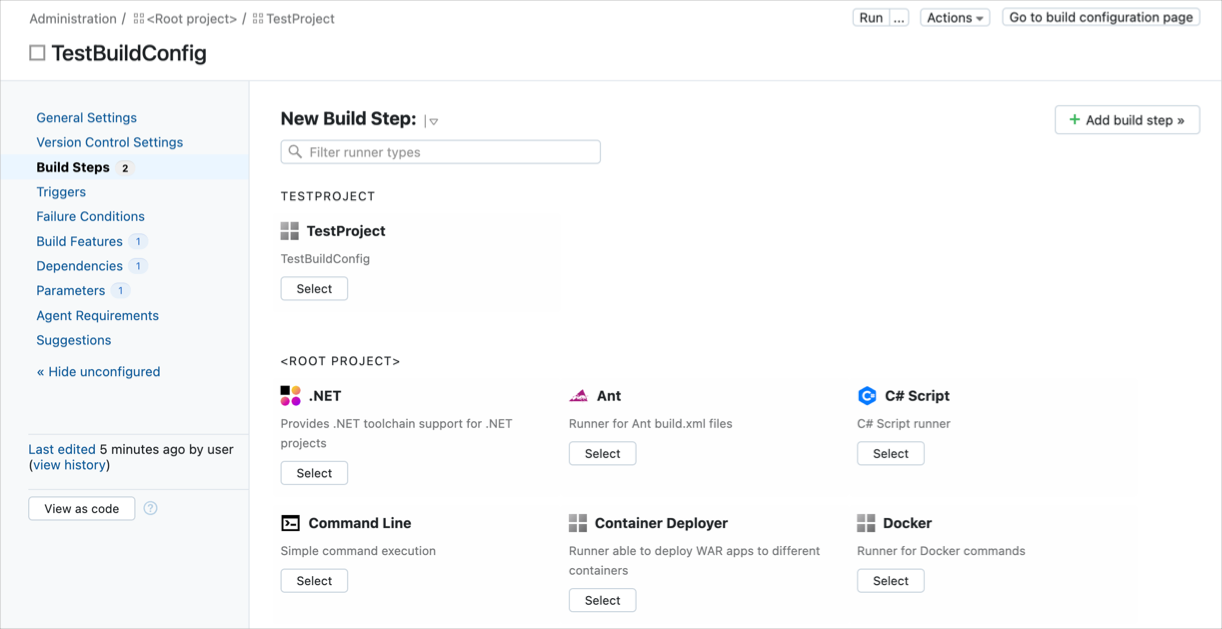 Administration / <Root project> / TestProject
Run ... Actions Go to build configuration page
TestBuildConfig
General Settings
Version Control Settings
Build Steps 2
Triggers
Failure Conditions
Build Features 1
Dependencies 1
Parameters 1
Agent Requirements
Suggestions
« Hide unconfigured
Last edited 5 minutes ago by user
(view history)
View as code ?
New Build Step:
+ Add build step »
Filter runner types
TESTPROJECT
TestProject
TestBuildConfig
Select
<ROOT PROJECT>
.NET
Provides .NET toolchain support for .NET
projects
Select
Ant
Runner for Ant build.xml files
Select
C# Script
C# Script runner
Select
Command Line
Simple command execution
Select
Container Deployer
Runner able to deploy WAR apps to different
containers
Select
Docker
Runner for Docker commands
Select